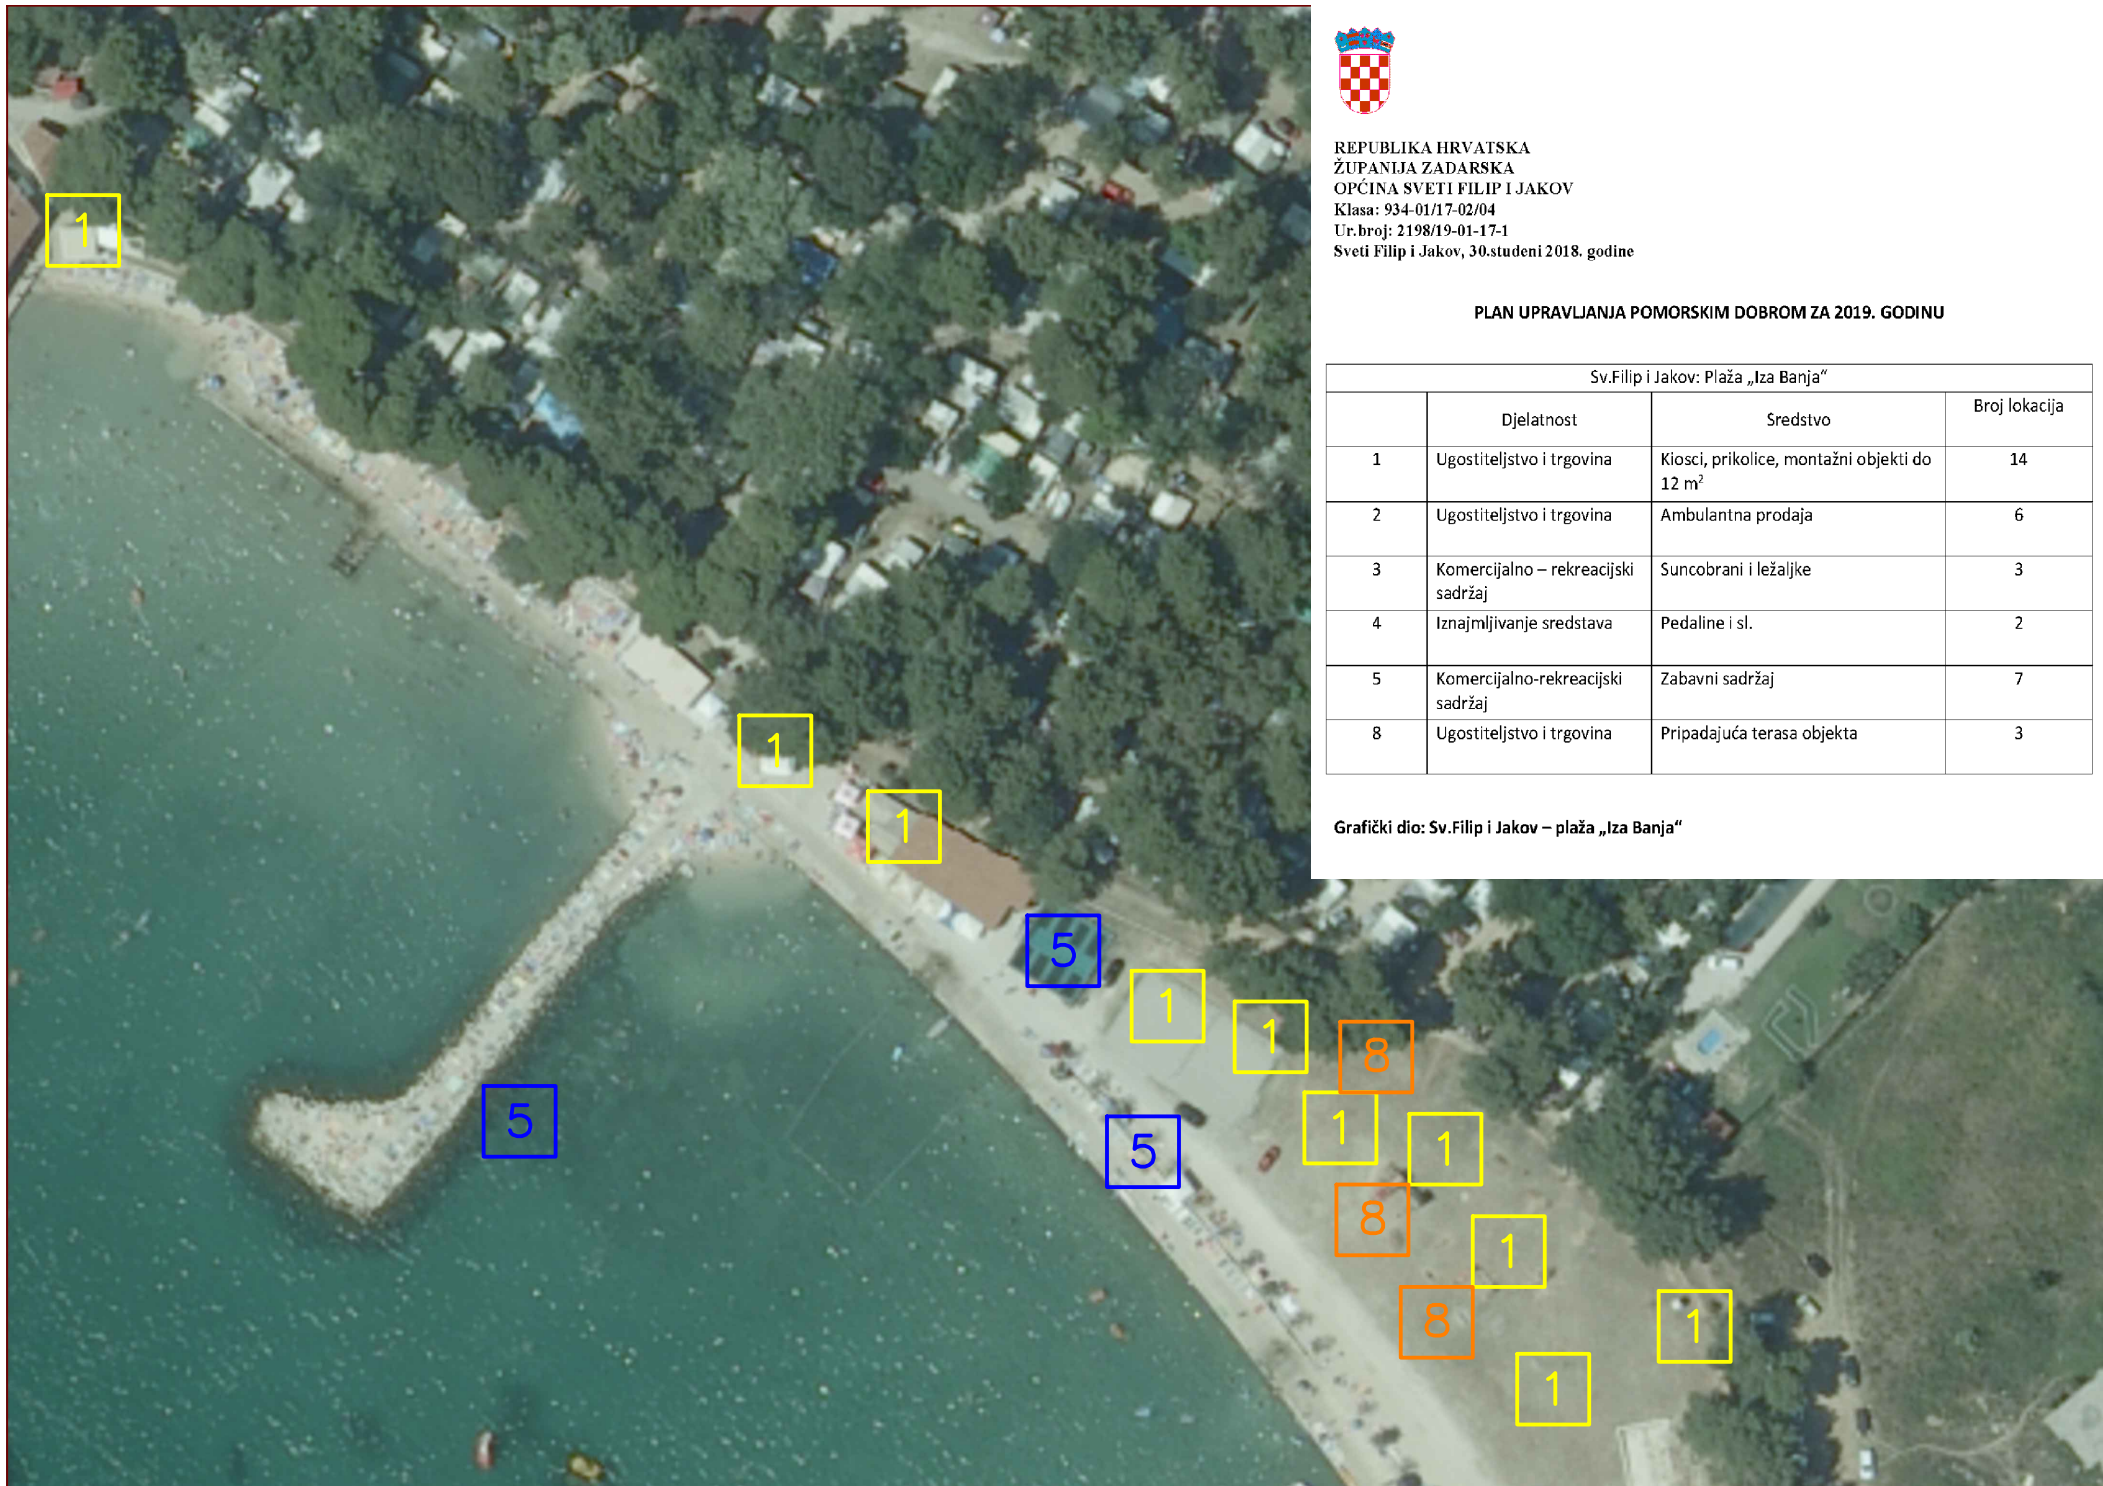 REPUBLIKA HRVATSKA
ŽUPANIJA ZADARSKA
OPĆINA SVETI FILIP I JAKOV
Klasa: 934-01/17-02/04
Ur.broj: 2198/19-01-17-1
Sveti Filip i Jakov, 30.studeni 2018. godine
PLAN UPRAVLJANJA POMORSKIM DOBROM ZA 2019. GODINU
Sv.Filip i Jakov: Plaža „Iza Banja“
Djelatnost Sredstvo Broj lokacija
1 Ugostiteljstvo i trgovina Kiosci, prikolice, montažni objekti do 14
12 m²
2 Ugostiteljstvo i trgovina Ambulantna prodaja 6
3 Komercijalno – rekreacijski Suncobrani i ležaljke 3
sadržaj
4 Iznajmljivanje sredstava Pedaline i sl. 2
5 Komercijalno-rekreacijski Zabavni sadržaj 7
sadržaj
8 Ugostiteljstvo i trgovina Pripadajuća terasa objekta 3
Grafički dio: Sv.Filip i Jakov – plaža „Iza Banja“
1
1
1
5
1
1
8
5
1
1
5
8
1
8
1
1